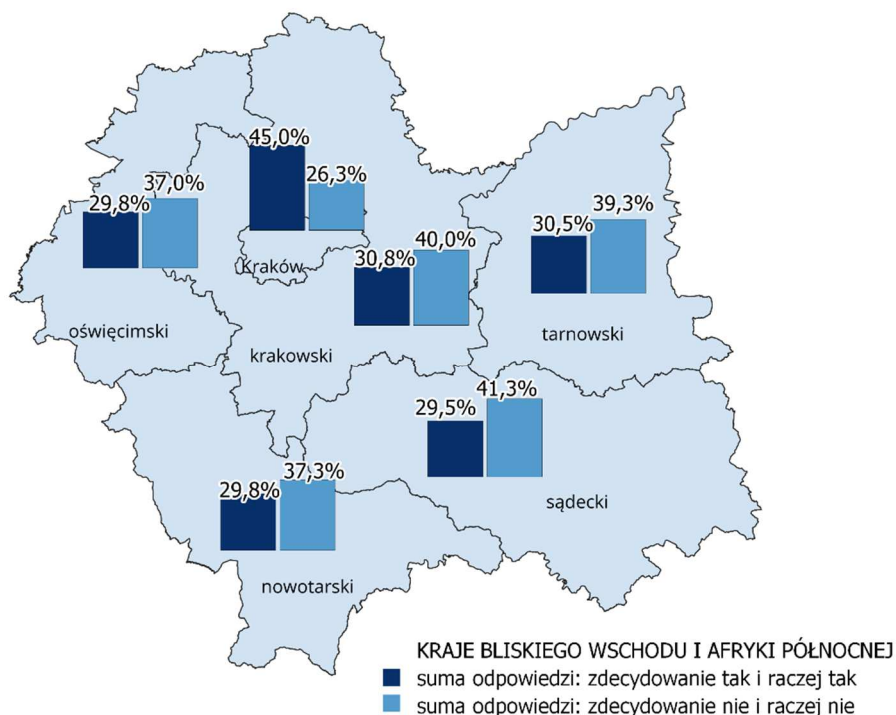 45,0%
26,3%
37,0%
29,8%
39,3%
30,5%
40,0%
30,8%
Kraków
oświęcimski
krakowski
tarnowski
41,3%
29,5%
37,3%
29,8%
sądecki
nowotarski
KRAJE BLISKIEGO WSCHODU I AFRYKI PÓŁNOCNEJ
suma odpowiedzi: zdecydowanie tak i raczej tak
suma odpowiedzi: zdecydowanie nie i raczej nie